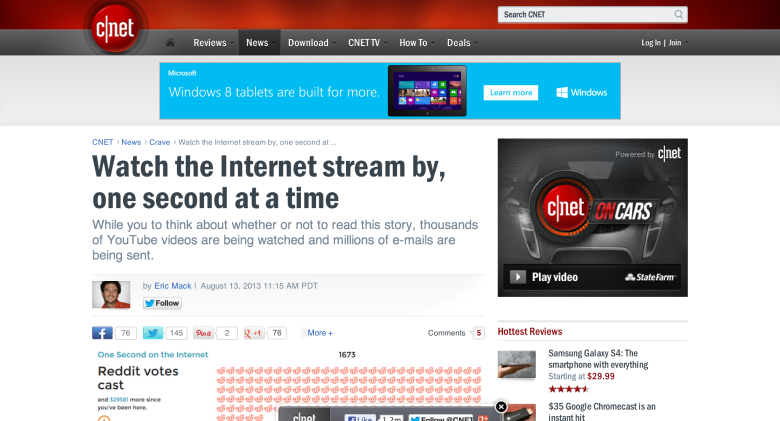 c|net
Search CNET
Reviews News Download CNET TV How To Deals
Log In | Join
Microsoft
Windows 8 tablets are built for more.
Learn more
Windows
CNET › News › Crave › Watch the Internet stream by, one second at ...
Watch the Internet stream by,
one second at a time
While you to think about whether or not to read this story, thousands
of YouTube videos are being watched and millions of e-mails are
being sent.
by Eric Mack | August 13, 2013 11:15 AM PDT
Follow
76 145 Pin it 2 +1 76 More + Comments 5
One Second on the Internet 1673
Reddit votes
cast
and 329581 more since
you've been here.
Powered by c|net
c|net ON CARS
Play video
StateFarm
Hottest Reviews
Samsung Galaxy S4: The
smartphone with everything
Starting at $29.99
$35 Google Chromecast is an
instant hit
c|net
Like 1.2m Follow @CNET